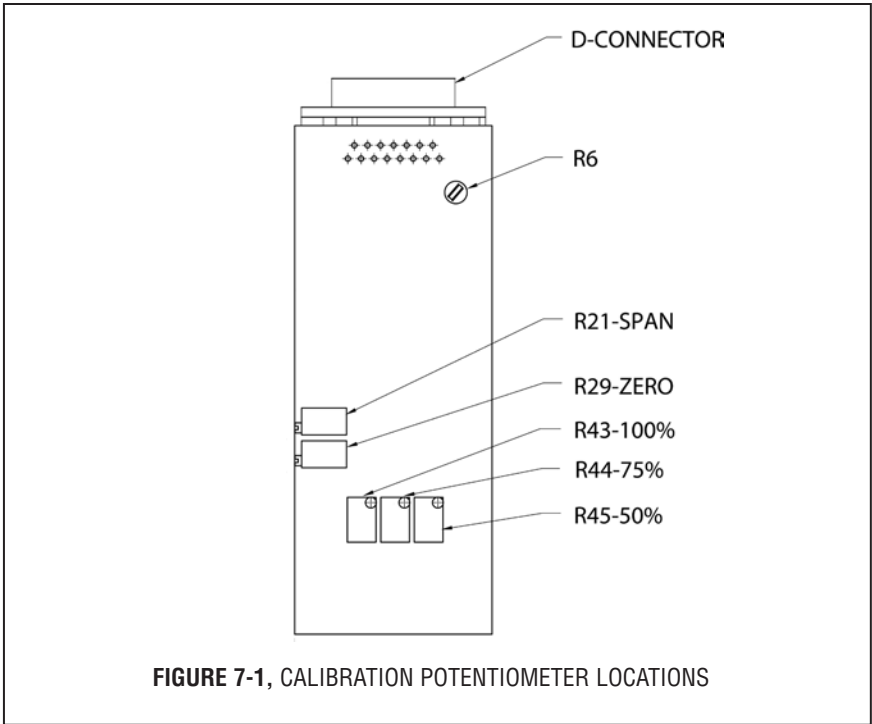 D-CONNECTOR
R6
R21-SPAN
R29-ZERO
R43-100%
R44-75%
R45-50%
FIGURE 7-1, CALIBRATION POTENTIOMETER LOCATIONS